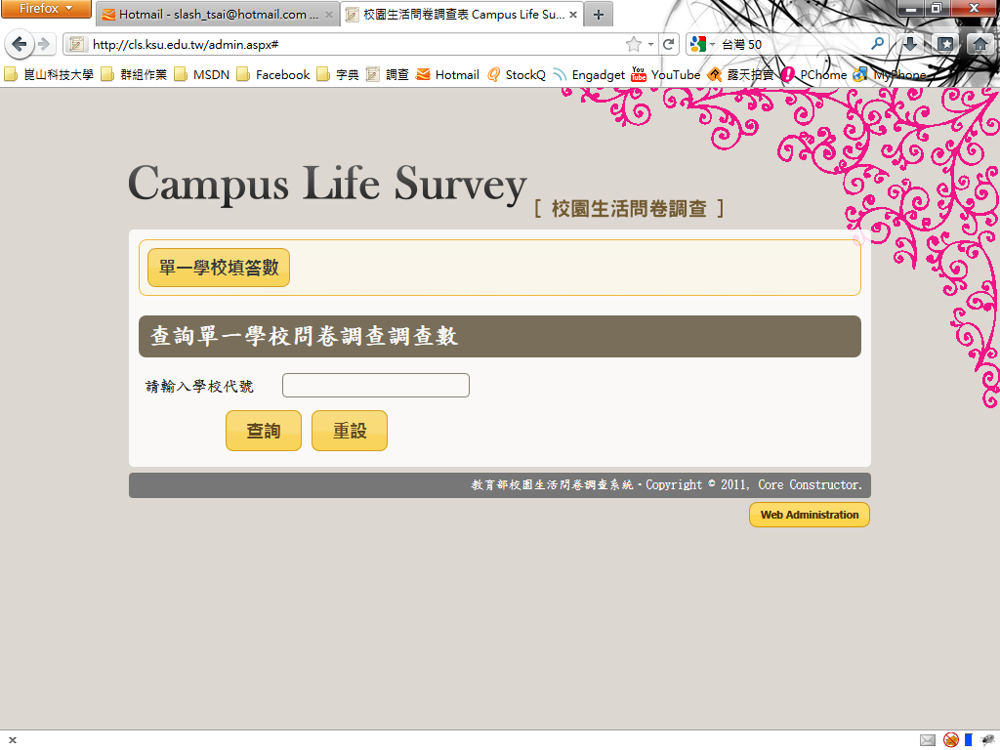 Firefox
Hotmail - slash_tsai@hotmail.com ...
校園生活問卷調查表 Campus Life Su...
http://cls.ksu.edu.tw/admin.aspx#
台灣 50
崑山科技大學 群組作業 MSDN Facebook 字典 調查 Hotmail StockQ Engadget YouTube 露天拍賣 PChome MyPhone
Campus Life Survey
[ 校園生活問卷調查 ]
單一學校填答數
查詢單一學校問卷調查調查數
請輸入學校代號
查詢 重設
教育部校園生活問卷調查系統 - Copyright © 2011, Core Constructor.
Web Administration